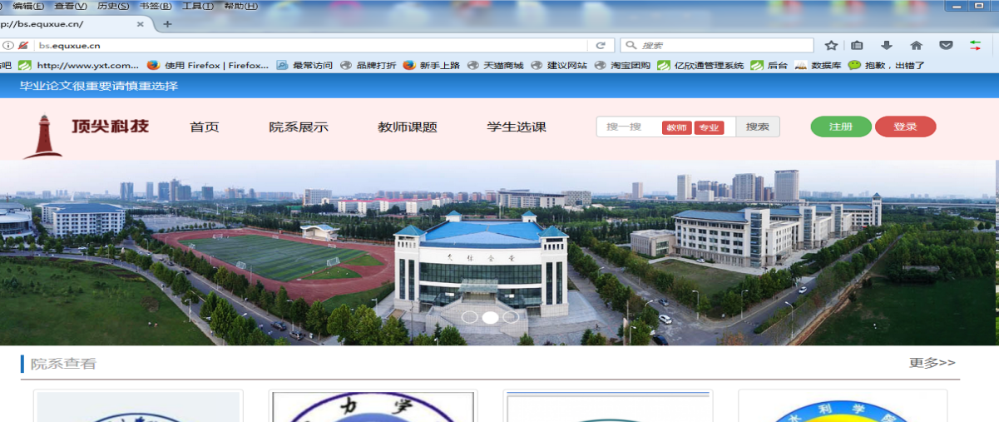 编辑(E) 查看(V) 历史(S) 书签(B) 工具(T) 帮助(H)
p://bs.equxue.cn/
bs.equxue.cn
搜索
吧 http://www.yxt.com... 使用 Firefox | Firefox... 最常访问 品牌打折 新手上路 天猫商城 建议网站 淘宝团购 亿欣通管理系统 后台 数据库 抱歉，出错了
毕业论文很重要请慎重选择
顶尖科技 首页 院系展示 教师课题 学生选课 搜一搜 教师 专业 搜索 注册 登录
院系查看 更多>>
力 学
水 利 学